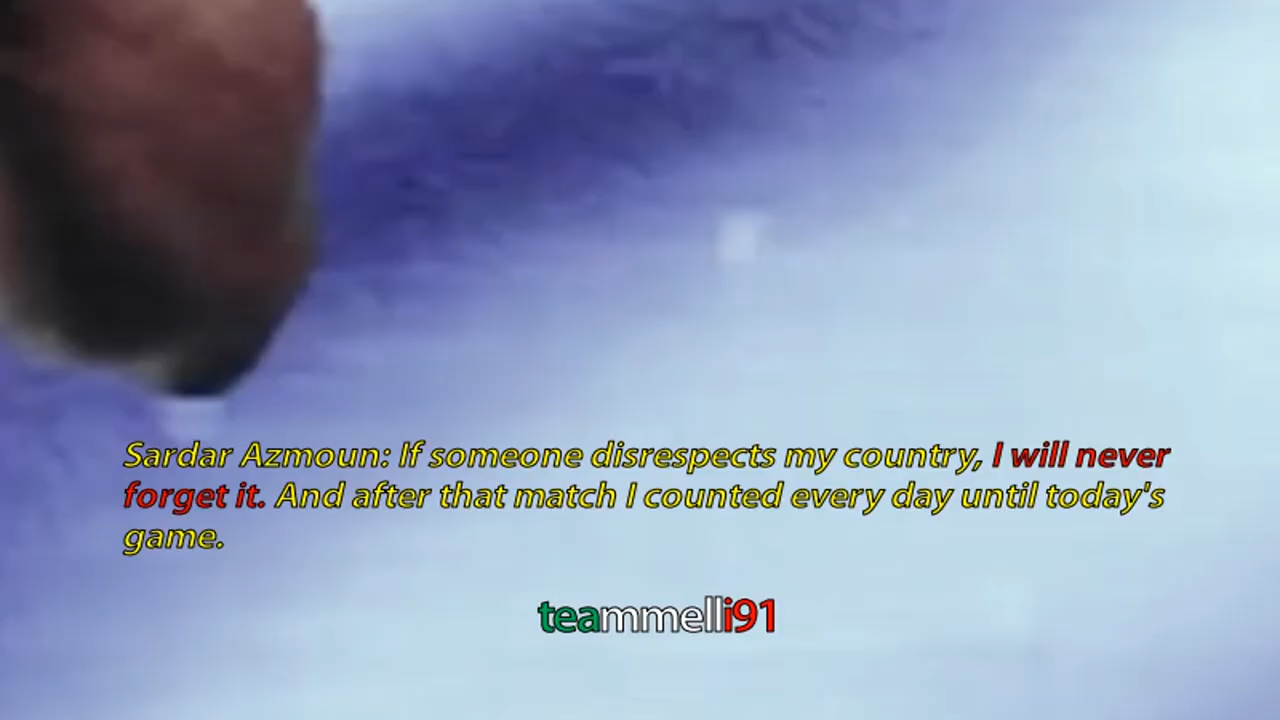 Sardar Azmoun: If someone disrespects my country, I will never
forget it. And after that match I counted every day until today's
game.
teammelli91